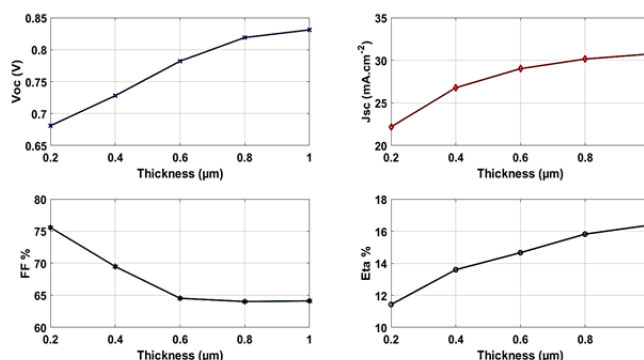 0.85
0.8
0.75
0.7
0.65
Voc (V)
0.2 0.4 0.6 0.8 1
Thickness (µm)
35
30
25
20
Jsc (mA.cm-2)
0.2 0.4 0.6 0.8
Thickness (µm)
80
75
70
65
60
FF %
0.2 0.4 0.6 0.8 1
Thickness (µm)
18
16
14
12
10
Eta %
0.2 0.4 0.6 0.8
Thickness (µm)